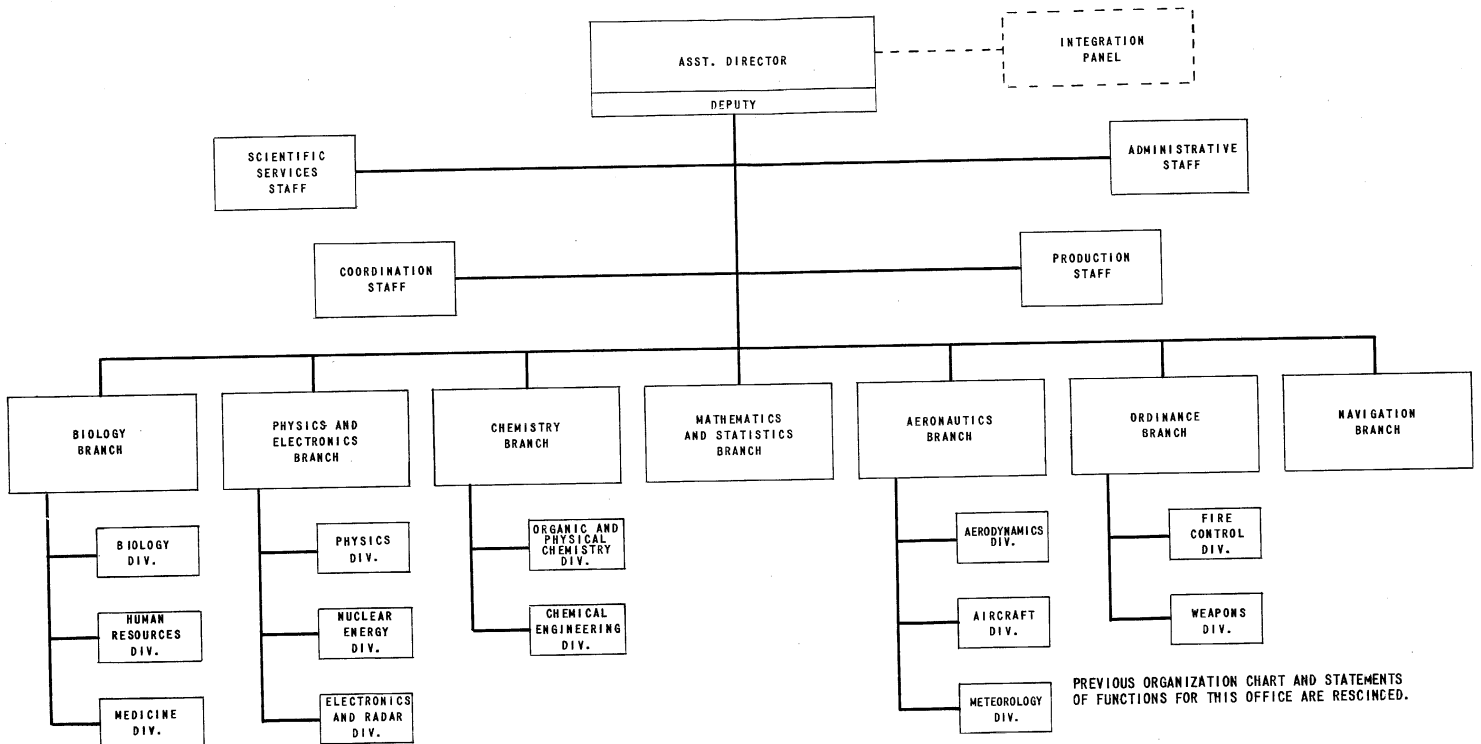 ASST. DIRECTOR
DEPUTY
INTEGRATION
PANEL
SCIENTIFIC
SERVICES
STAFF
ADMINISTRATIVE
STAFF
COORDINATION
STAFF
PRODUCTION
STAFF
BIOLOGY
BRANCH
PHYSICS AND
ELECTRONICS
BRANCH
CHEMISTRY
BRANCH
MATHEMATICS
AND STATISTICS
BRANCH
AERONAUTICS
BRANCH
ORDINANCE
BRANCH
NAVIGATION
BRANCH
BIOLOGY
DIV.
HUMAN
RESOURCES
DIV.
MEDICINE
DIV.
PHYSICS
DIV.
NUCLEAR
ENERGY
DIV.
ELECTRONICS
AND RADAR DIV.
ORGANIC AND
PHYSICAL
CHEMISTRY
DIV.
CHEMICAL
ENGINEERING
DIV.
AERODYNAMICS
DIV.
AIRCRAFT
DIV.
METEOROLOGY
DIV.
FIRE
CONTROL
DIV.
WEAPONS
DIV.
PREVIOUS ORGANIZATION CHART AND STATEMENTS
OF FUNCTIONS FOR THIS OFFICE ARE RESCINDED.